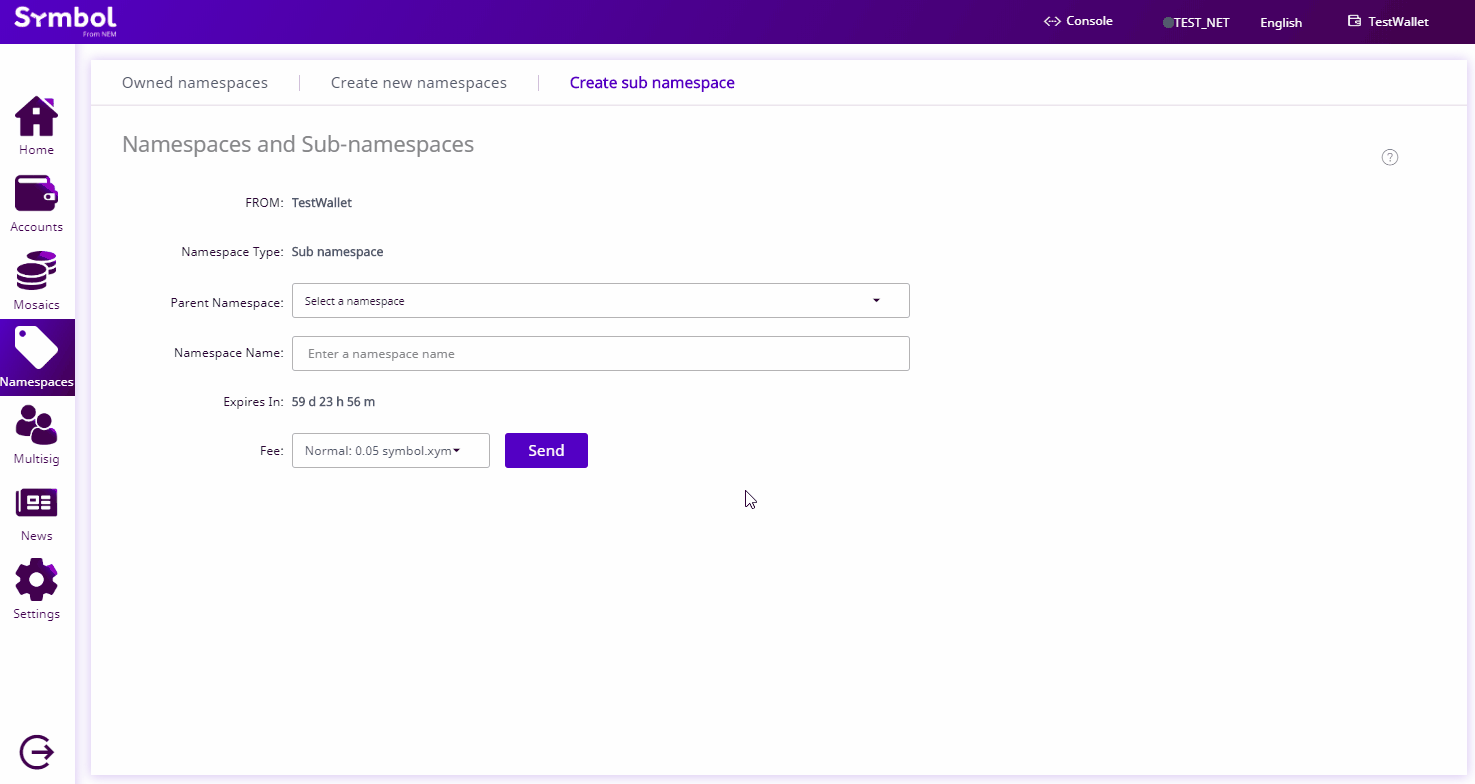 Symbol
From NEM
Console
TEST_NET
English
TestWallet
Owned namespaces
Create new namespaces
Create sub namespace
Home
Accounts
Mosaics
Namespaces
Multisig
News
Settings
Namespaces and Sub-namespaces
?
FROM: TestWallet
Namespace Type: Sub namespace
Parent Namespace: Select a namespace
Namespace Name: Enter a namespace name
Expires In: 59 d 23 h 56 m
Fee: Normal: 0.05 symbol.xym
Send